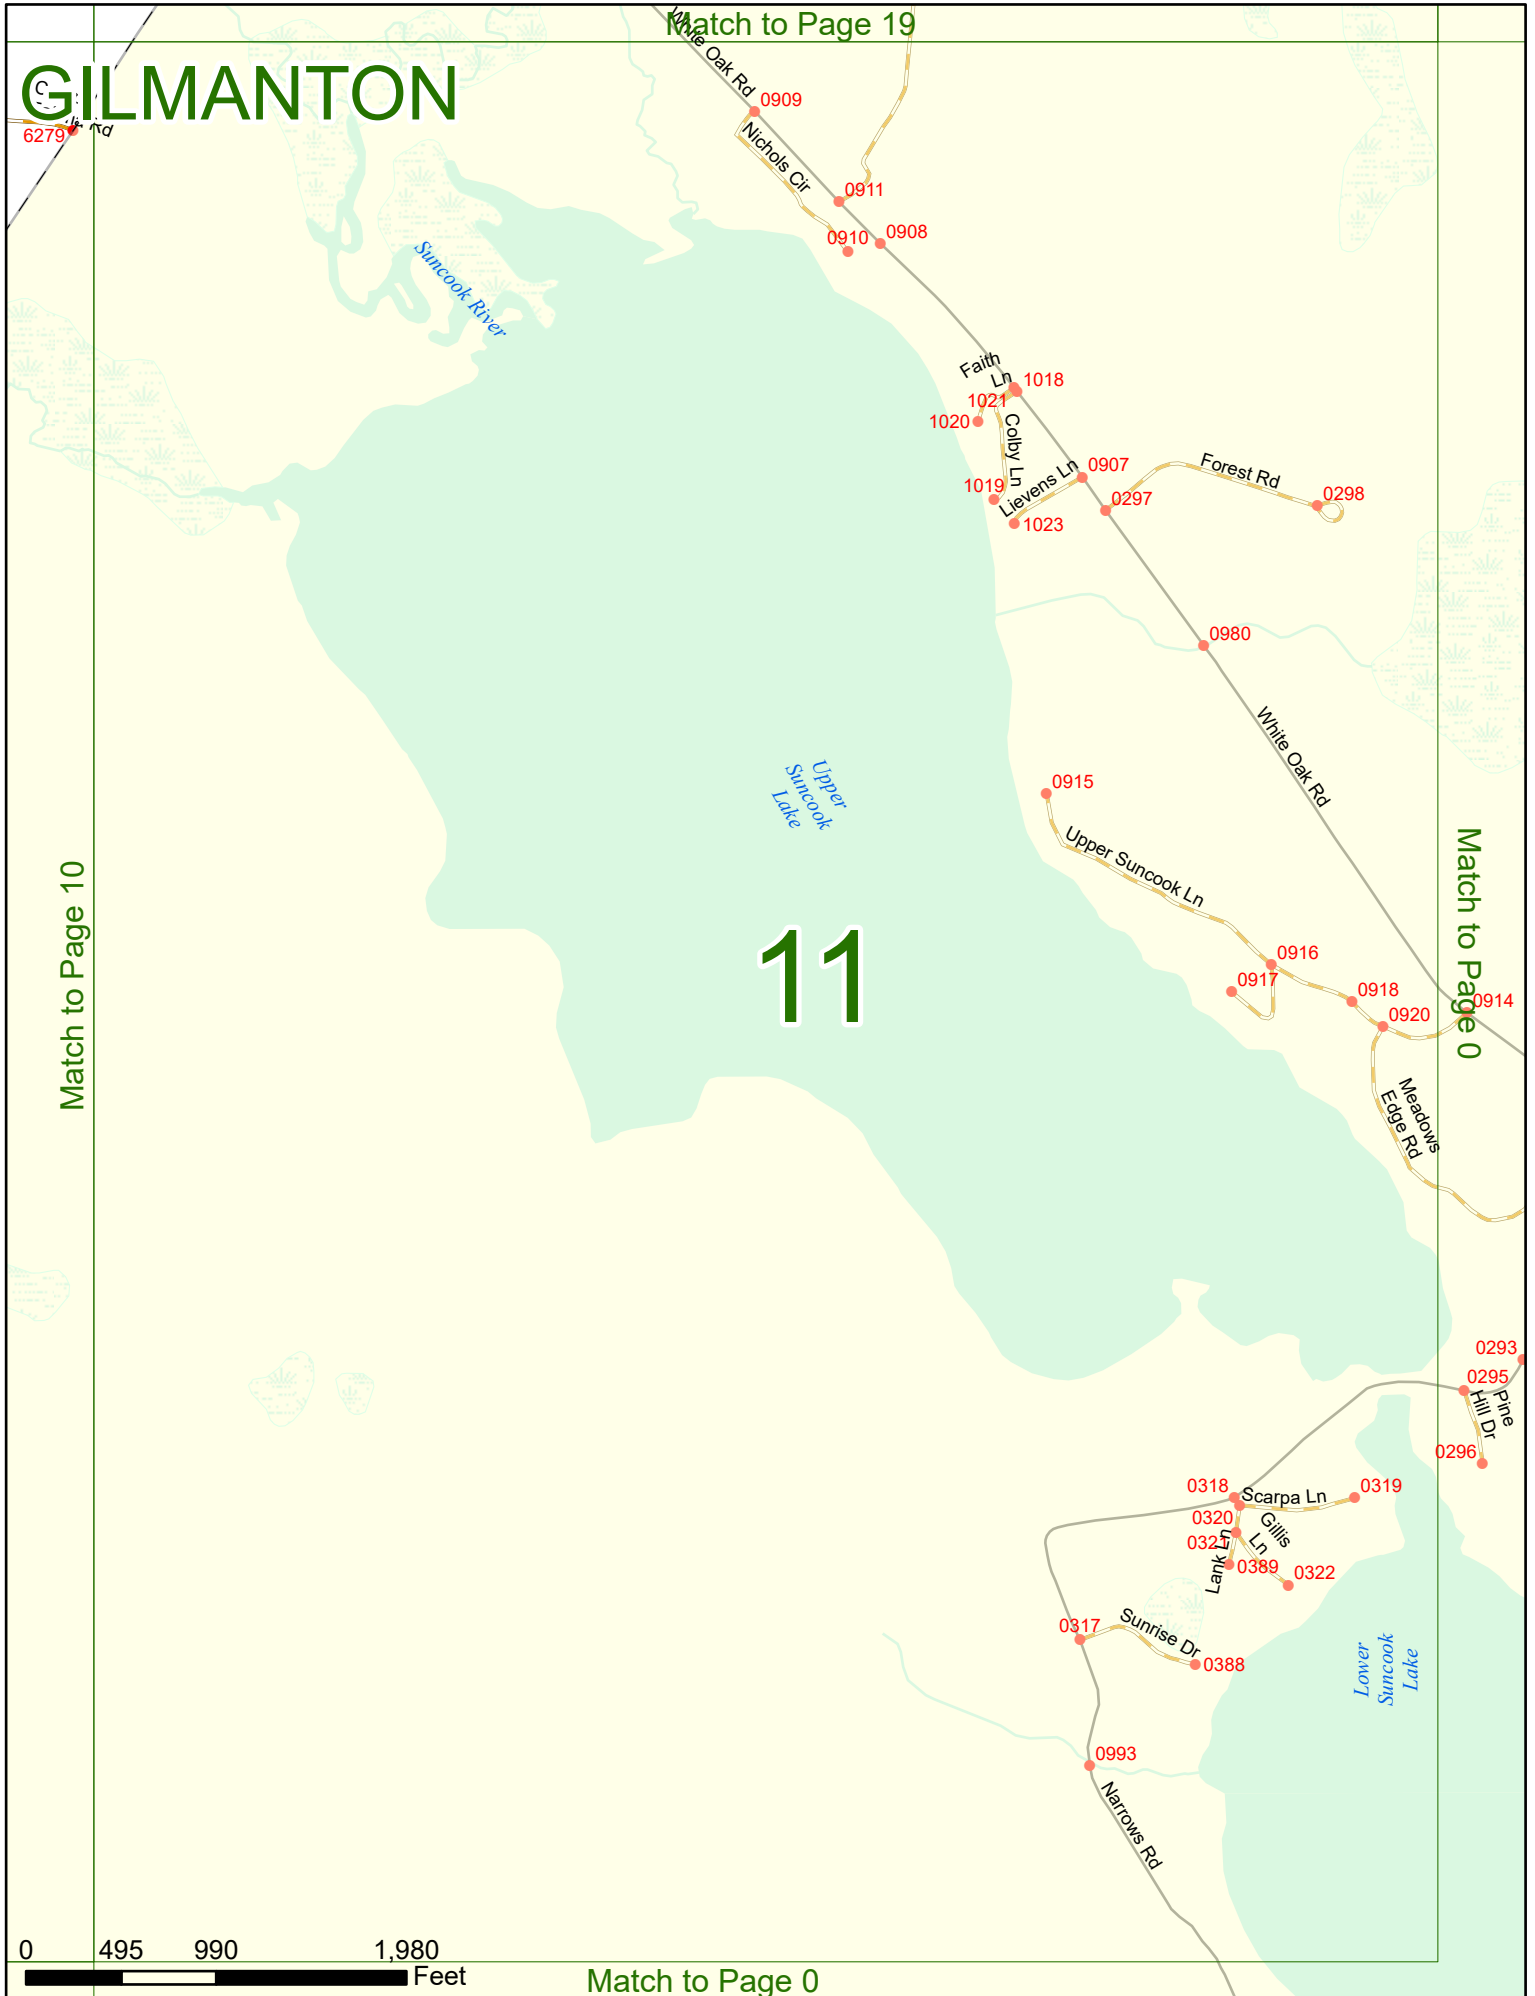 Match to Page 19
GILMANTON
White Oak Rd
0909
Rd
6279
Nichols Cir
0911
0910
0908
Suncook River
Faith
Ln
1018
1021
1020
Colby Ln
0907
Forest Rd
1019
Lievens Ln
0297
0298
1023
0980
White Oak Rd
Upper
Suncook
Lake
0915
Upper Suncook Ln
Match to Page 10
Match to Page 0
11
0916
0917
0918
0914
0920
Meadows
Edge Rd
0293
0295
Pine
Hill Dr
0296
0318
Scarpa Ln
0319
0320
Gillis
Ln
0321
Lank Ln
0389
0322
0317
Sunrise Dr
0388
Lower
Suncook
Lake
0993
Narrows Rd
0 495 990 1,980
Feet
Match to Page 0